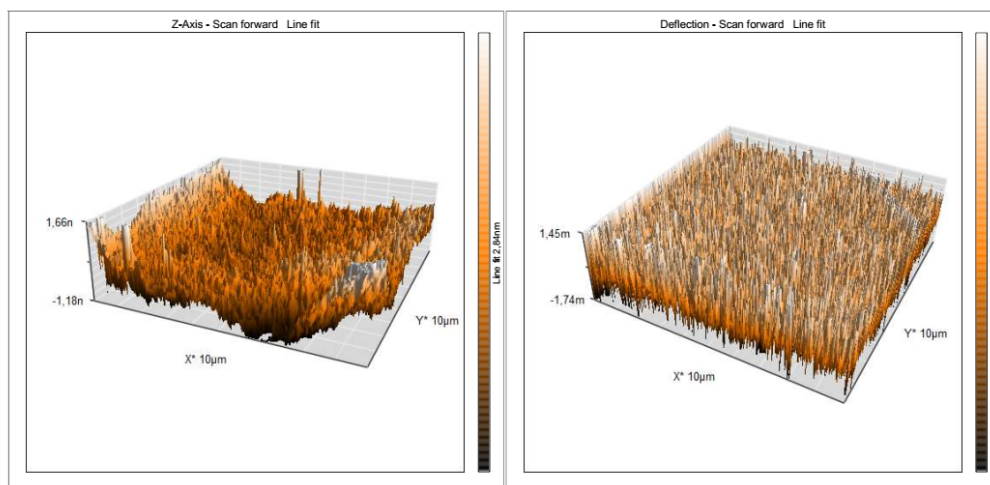 Z-Axis - Scan forward Line fit
1,66n
-1,18n
X* 10µm
Y* 10µm
Line fit 2,84nm
Deflection - Scan forward Line fit
1,45m
-1,74m
X* 10µm
Y* 10µm